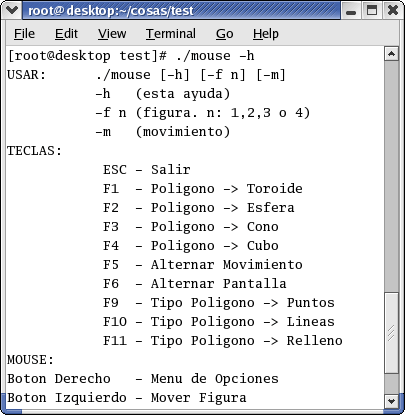 root@desktop:~/cosas/test
File Edit View Terminal Go Help
[root@desktop test]# ./mouse -h
USAR: ./mouse [-h] [-f n] [-m]
-h (esta ayuda)
-f n (figura. n: 1,2,3 o 4)
-m (movimiento)
TECLAS:
ESC - Salir
F1 - Poligono -> Toroide
F2 - Poligono -> Esfera
F3 - Poligono -> Cono
F4 - Poligono -> Cubo
F5 - Alternar Movimiento
F6 - Alternar Pantalla
F9 - Tipo Poligono -> Puntos
F10 - Tipo Poligono -> Lineas
F11 - Tipo Poligono -> Relleno
MOUSE:
Boton Derecho - Menu de Opciones
Boton Izquierdo - Mover Figura